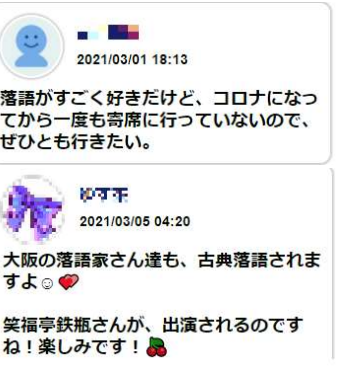 2021/03/01 18:13
落語がすごく好きだけど、コロナになっ
てから一度も寄席に行っていないので、
ぜひとも行きたい。
2021/03/05 04:20
大阪の落語家さん達も、古典落語されま
すよ☺💕
笑福亭鉄瓶さんが、出演されるのです
ね！楽しみです！🍒